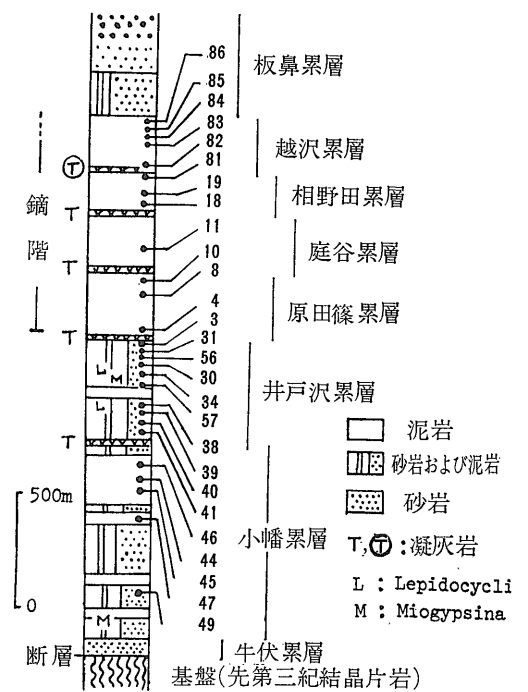 86
板鼻累層
85
84
83
82
越沢累層
81
T
19
相野田累層
18
鏑
T
11
庭谷累層
階
10
T
8
4
原田篠累層
3
T
31
56
30
L
M
34
井戸沢累層
57
L
38
泥岩
T
39
砂岩および泥岩
40
500m
41
砂岩
46
小幡累層
T,T:凝灰岩
44
45
L : Lepidocycli
0
47
M : Miogypsina
49
M
断層
牛伏累層
基盤(先第三紀結晶片岩)